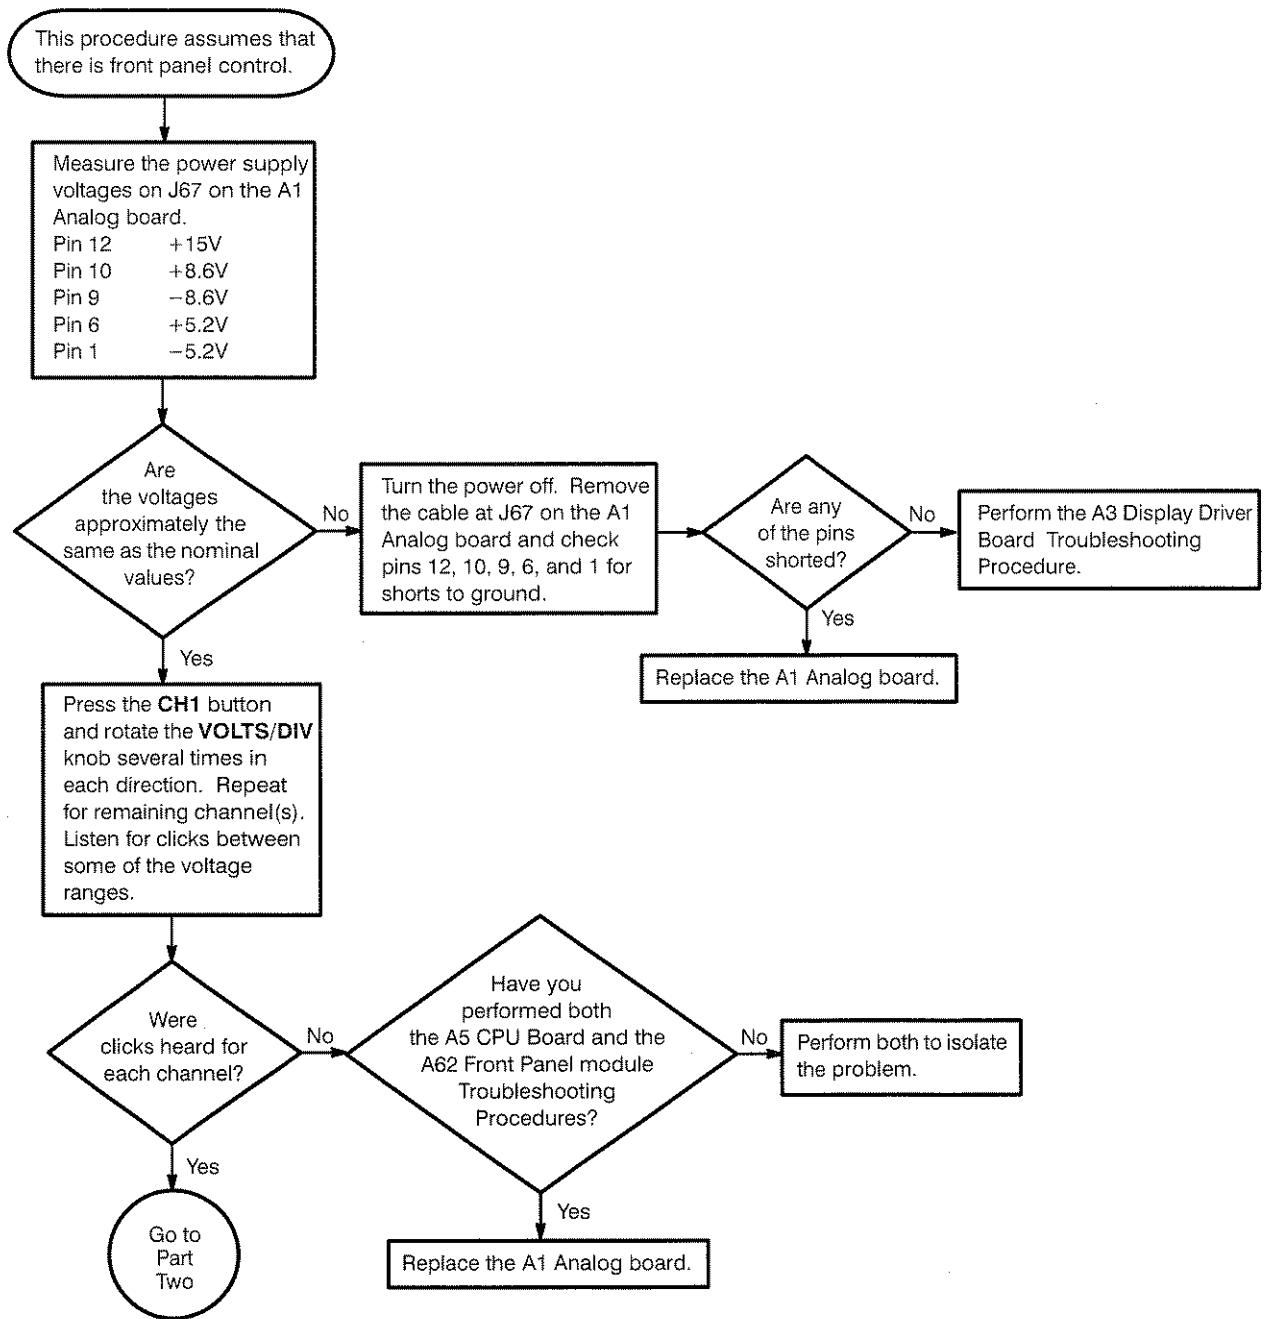 This procedure assumes that
there is front panel control.
Measure the power supply
voltages on J67 on the A1
Analog board.
Pin 12 +15V
Pin 10 +8.6V
Pin 9 −8.6V
Pin 6 +5.2V
Pin 1 −5.2V
Are
the voltages
approximately the
same as the nominal
values?
No
Turn the power off. Remove
the cable at J67 on the A1
Analog board and check
pins 12, 10, 9, 6, and 1 for
shorts to ground.
Are any
of the pins
shorted?
No
Perform the A3 Display Driver
Board Troubleshooting
Procedure.
Yes
Replace the A1 Analog board.
Yes
Press the CH1 button
and rotate the VOLTS/DIV
knob several times in
each direction. Repeat
for remaining channel(s).
Listen for clicks between
some of the voltage
ranges.
Were
clicks heard for
each channel?
No
Have you
performed both
the A5 CPU Board and the
A62 Front Panel module
Troubleshooting
Procedures?
No
Perform both to isolate
the problem.
Yes
Replace the A1 Analog board.
Yes
Go to
Part
Two